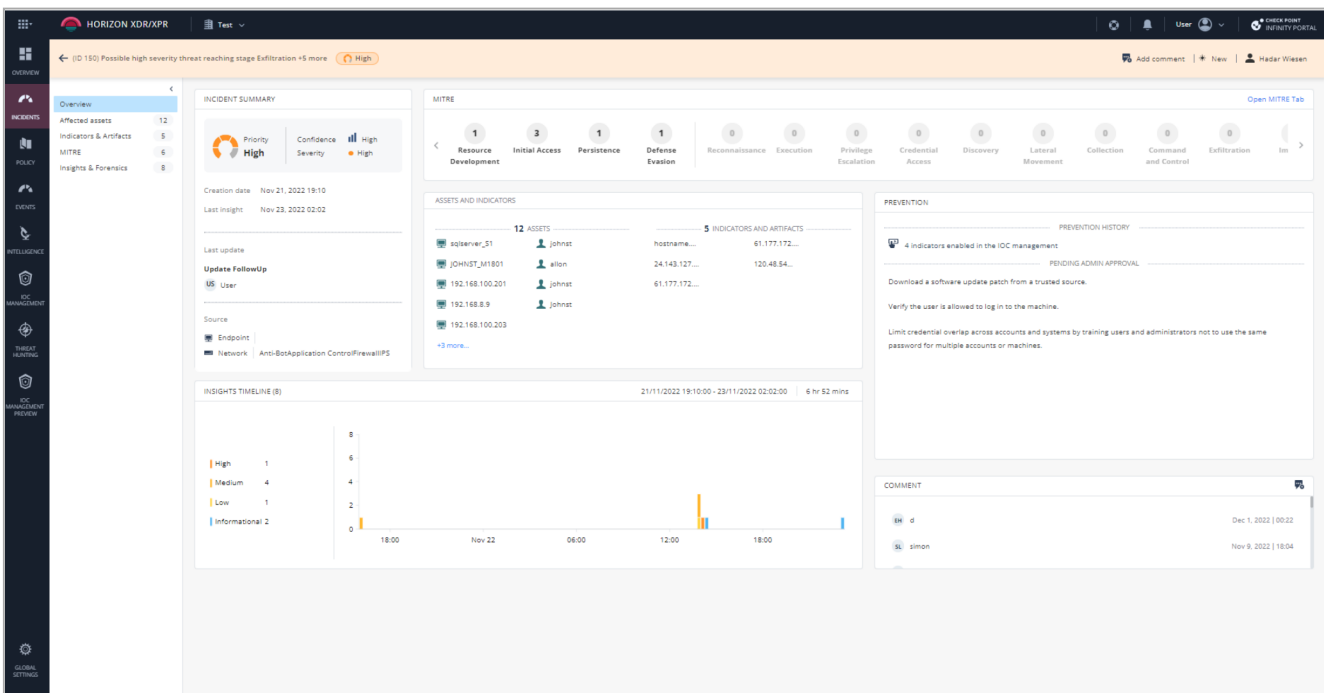 HORIZON XDR/XPR
Test
User
CHECK POINT
INFINITY PORTAL
(ID 150) Possible high severity threat reaching stage Exfiltration +5 more
High
Add comment
New
Hadar Wiesen
OVERVIEW
INCIDENTS
POLICY
EVENTS
INTELLIGENCE
IOC
MANAGEMENT
THREAT
HUNTING
IOC
MANAGEMENT
PREVIEW
GLOBAL
SETTINGS
Overview
Affected assets 12
Indicators & Artifacts 5
MITRE 6
Insights & Forensics 8
INCIDENT SUMMARY
Priority
High
Confidence High
Severity High
Creation date Nov 21, 2022 19:10
Last insight Nov 23, 2022 02:02
Last update
Update FollowUp
US User
Source
Endpoint
Network Anti-BotApplication ControlFirewallIPS
MITRE
Open MITRE Tab
1
Resource
Development
3
Initial Access
1
Persistence
1
Defense
Evasion
0
Reconnaissance
0
Execution
0
Privilege
Escalation
0
Credential
Access
0
Discovery
0
Lateral
Movement
0
Collection
0
Command
and Control
0
Exfiltration
Im
ASSETS AND INDICATORS
12 ASSETS
5 INDICATORS AND ARTIFACTS
sqlserver_S1 johnst hostname.... 61.177.172....
JOHNST_M1801 allon 24.143.127.... 120.48.54...
192.168.100.201 johnst 61.177.172....
192.168.8.9 johnst
192.168.100.203
+3 more...
PREVENTION
PREVENTION HISTORY
4 indicators enabled in the IOC management
PENDING ADMIN APPROVAL
Download a software update patch from a trusted source.
Verify the user is allowed to log in to the machine.
Limit credential overlap across accounts and systems by training users and administrators not to use the same
password for multiple accounts or machines.
INSIGHTS TIMELINE (8)
21/11/2022 19:10:00 - 23/11/2022 02:02:00 6 hr 52 mins
High 1
Medium 4
Low 1
Informational 2
8
6
4
2
0
18:00 Nov 22 06:00 12:00 18:00
COMMENT
EH d Dec 1, 2022 | 00:22
SL simon Nov 9, 2022 | 18:04